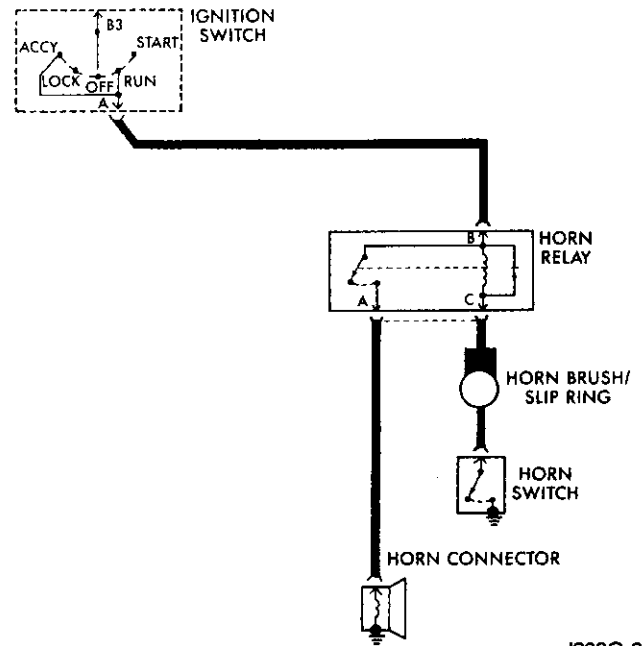 IGNITION
SWITCH
B3
ACCY
START
LOCK
OFF
RUN
A
HORN
RELAY
B
A
C
HORN BRUSH/
SLIP RING
HORN
SWITCH
HORN CONNECTOR